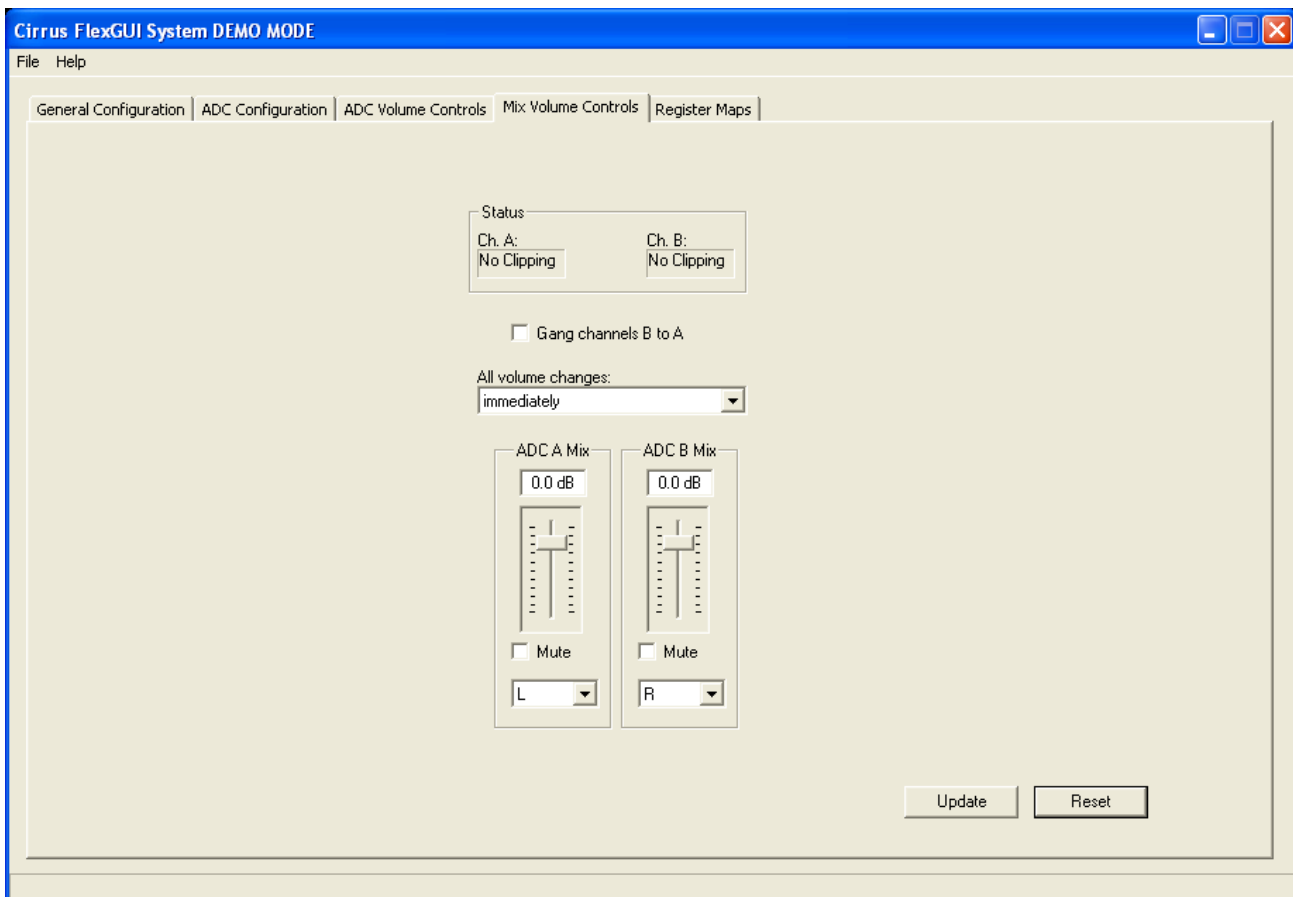 Cirrus FlexGUI System DEMO MODE
File Help
General Configuration ADC Configuration ADC Volume Controls Mix Volume Controls Register Maps
Status
Ch. A: Ch. B:
No Clipping No Clipping
Gang channels B to A
All volume changes:
immediately
ADC A Mix ADC B Mix
0.0 dB 0.0 dB
Mute Mute
L R
Update Reset